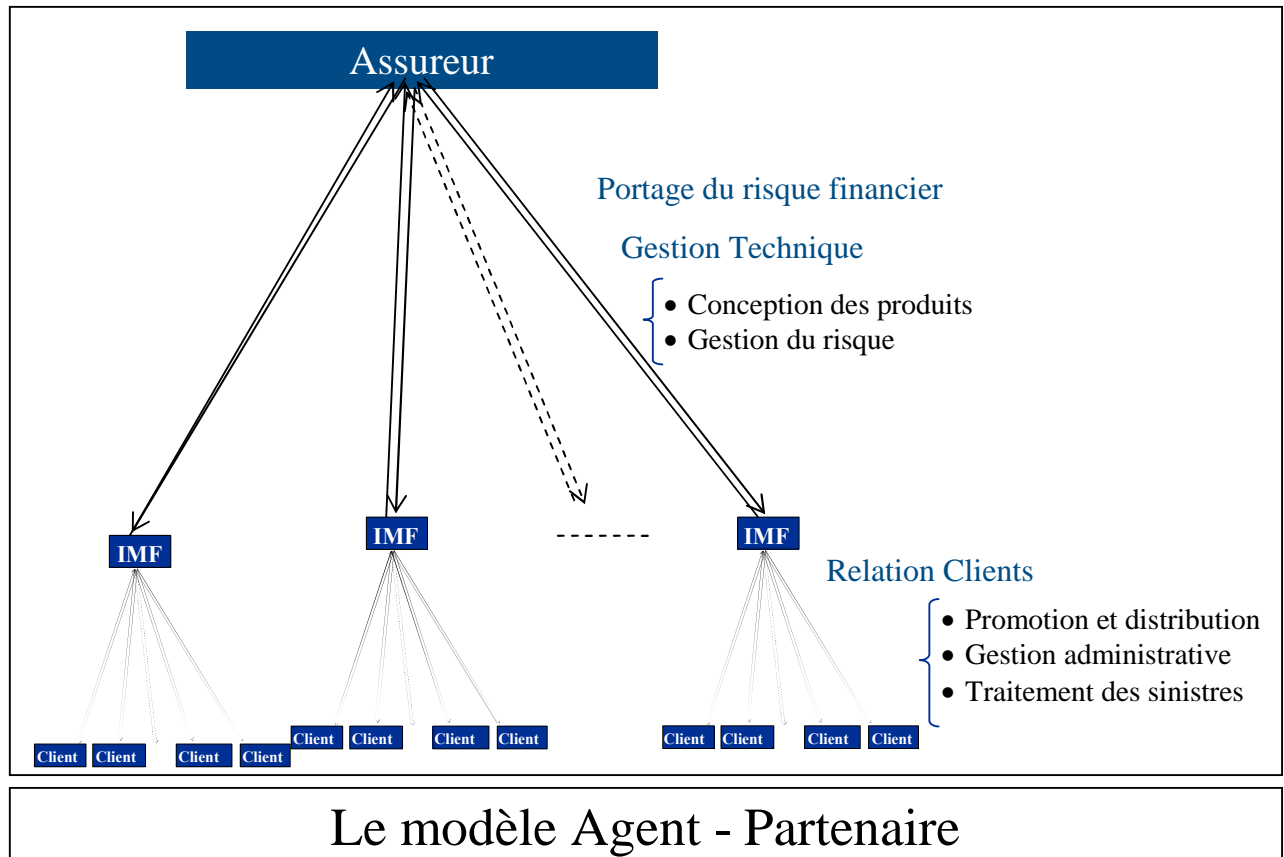 Assureur
Portage du risque financier
Gestion Technique
• Conception des produits
• Gestion du risque
IMF
IMF
IMF
Relation Clients
• Promotion et distribution
• Gestion administrative
• Traitement des sinistres
Client Client Client Client
Client Client Client Client
Client Client Client Client
Le modèle Agent - Partenaire